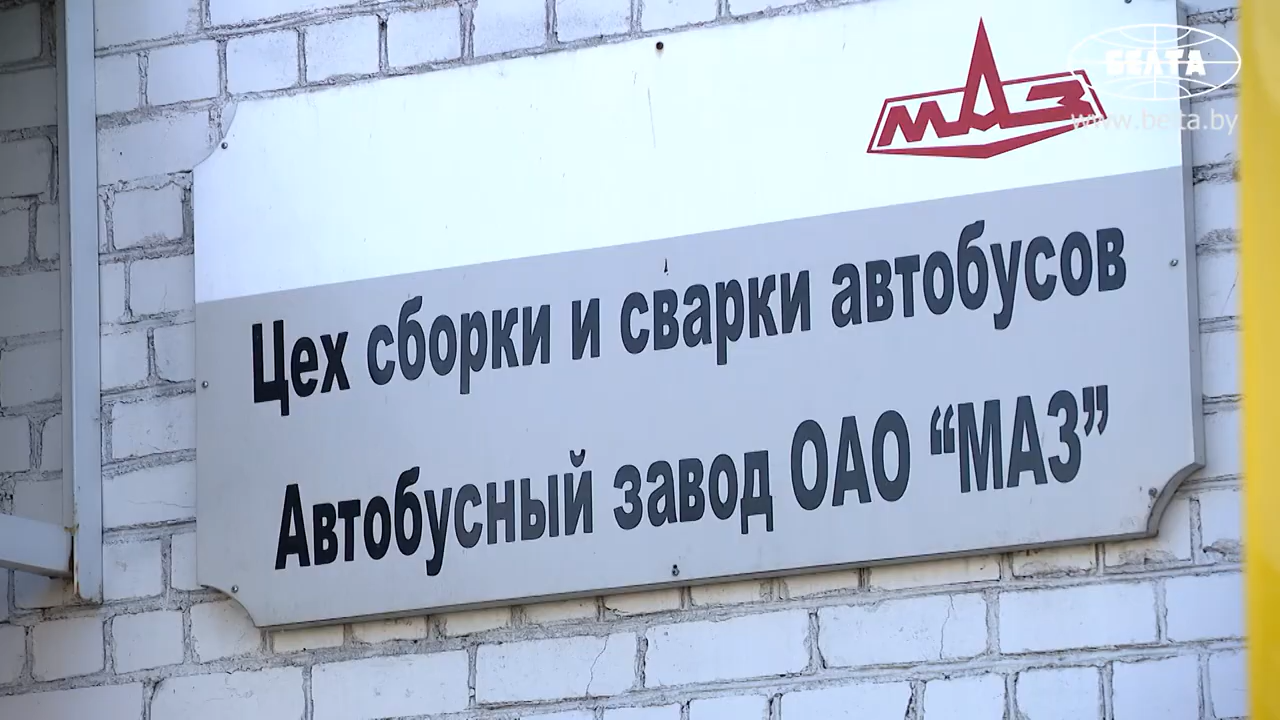 МАЗ
БЕЛТА
www.belta.by
Цех сборки и сварки автобусов
Автобусный завод ОАО “МАЗ”